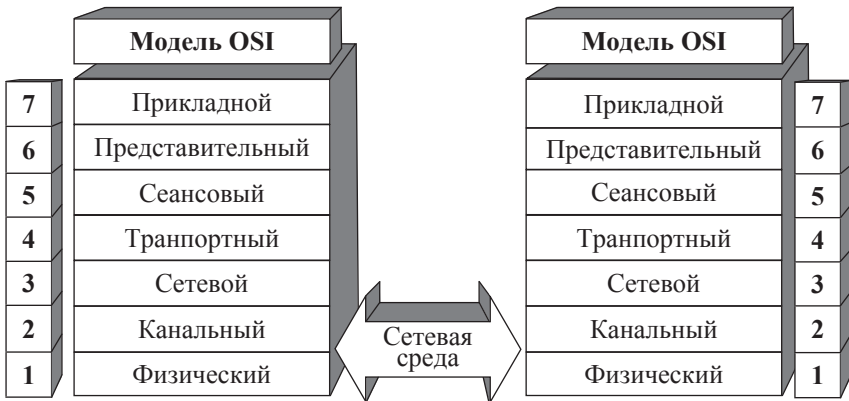 Модель OSI
7 Прикладной
6 Представительный
5 Сеансовый
4 Транпортный
3 Сетевой
2 Канальный
1 Физический
Сетевая
среда
Модель OSI
Прикладной 7
Представительный 6
Сеансовый 5
Транпортный 4
Сетевой 3
Канальный 2
Физический 1